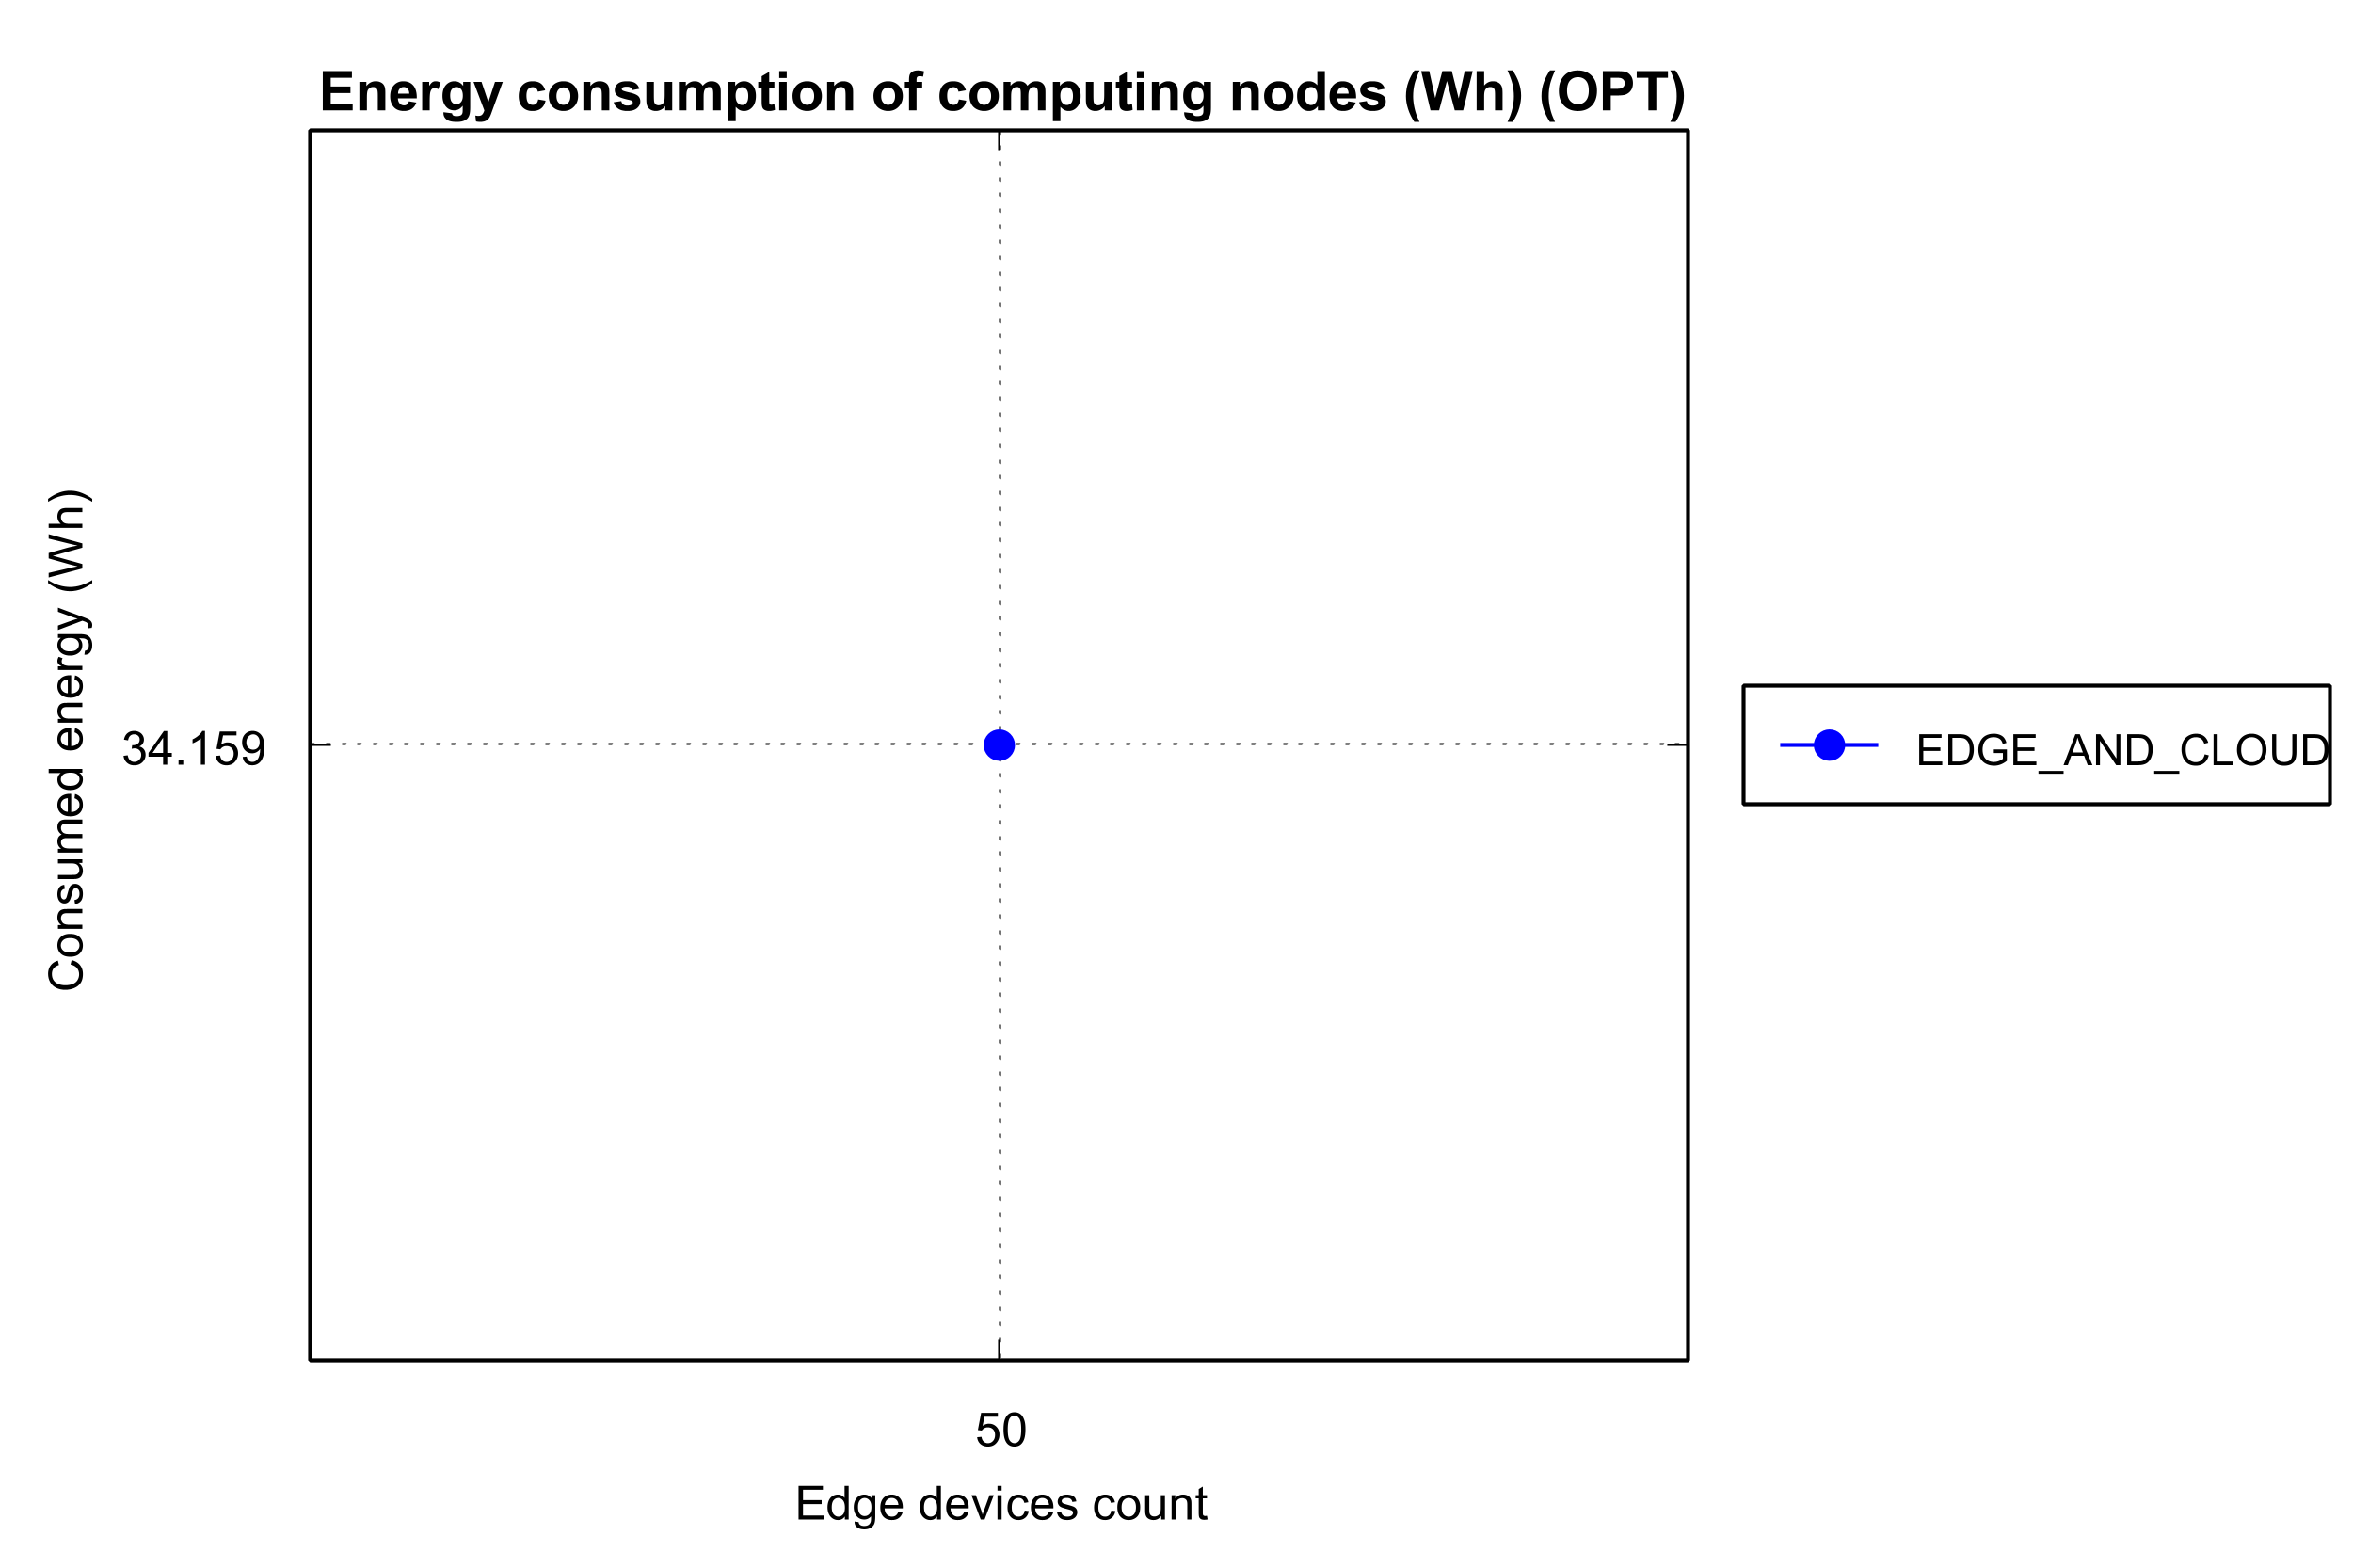 Energy consumption of computing nodes (Wh) (OPT)
Consumed energy (Wh)
34.159
EDGE_AND_CLOUD
50
Edge devices count